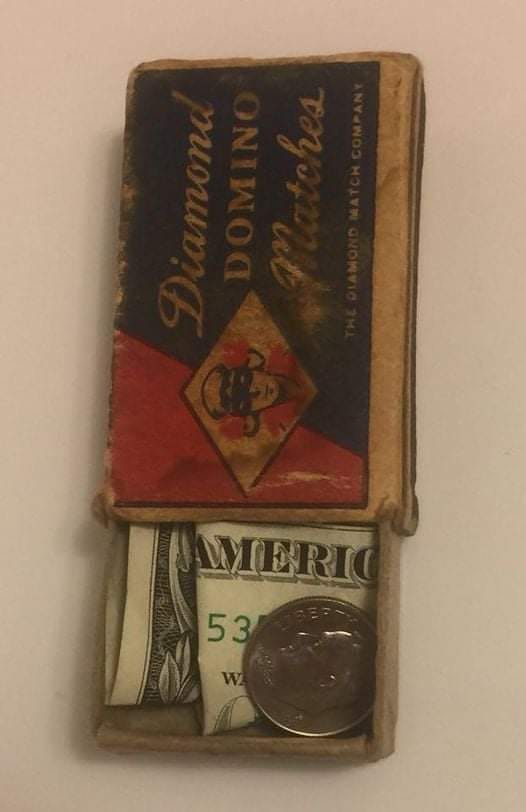 Diamond
DOMINO
Matches
THE DIAMOND MATCH COMPANY
AMERIC
53
W
LIBERTY